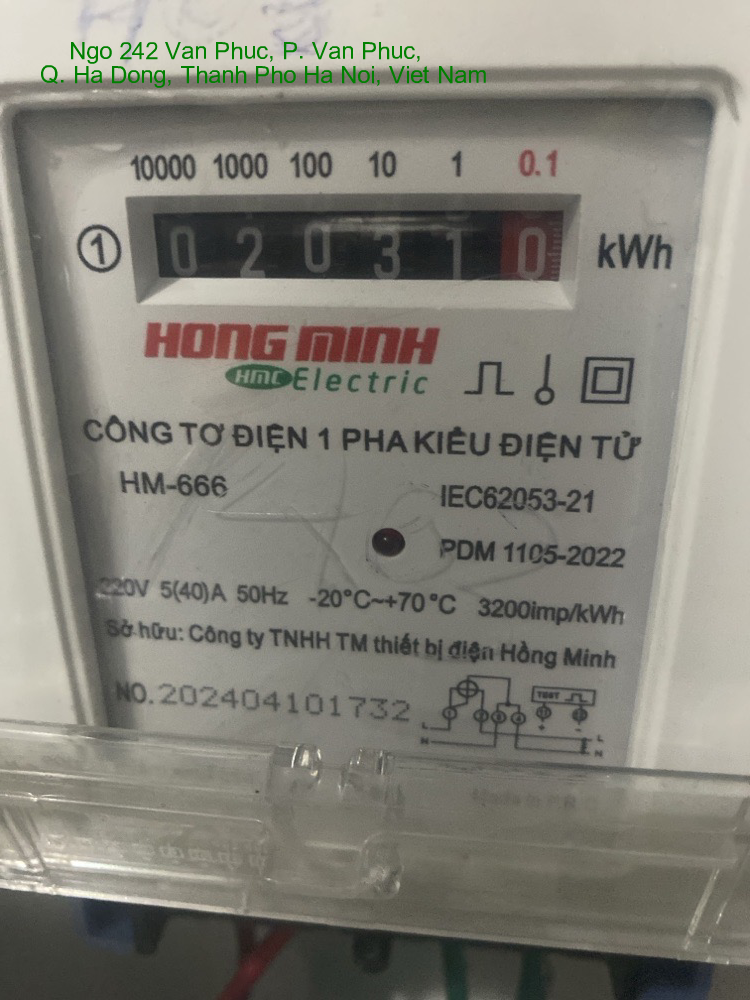 Ngo 242 Van Phuc, P. Van Phuc,
Q. Ha Dong, Thanh Pho Ha Noi, Viet Nam
10000 1000 100 10 1 0.1
1 0 2 0 3 1 0 kWh
HONG MINH
HMC Electric
CÔNG TƠ ĐIỆN 1 PHA KIÊU ĐIỆN TỬ
HM-666 IEC62053-21
PDM 1105-2022
220V 5(40)A 50Hz -20°C~+70°C 3200imp/kWh
Sở hữu: Công ty TNHH TM thiết bị điện Hồng Minh
NO.202404101732
TEST
L N L N